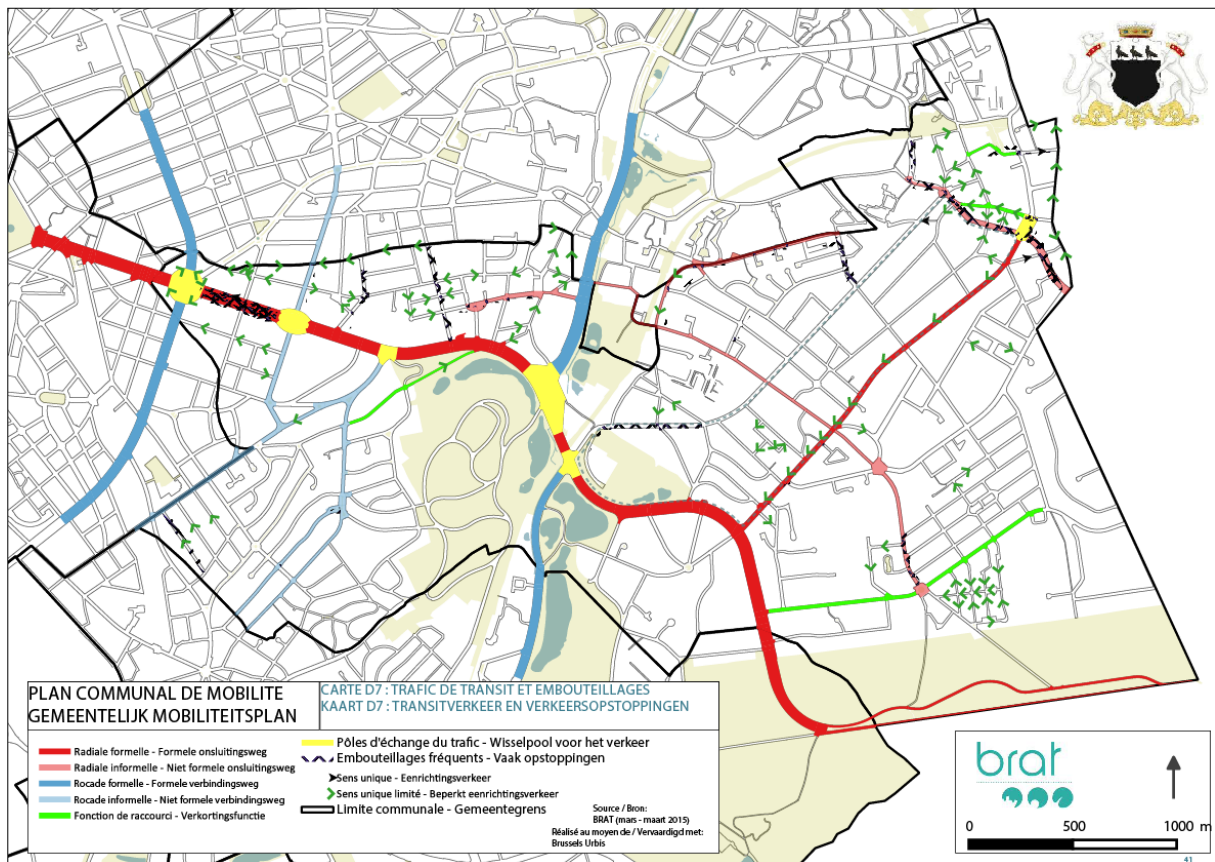 PLAN COMMUNAL DE MOBILITE
GEMEENTELIJK MOBILITEITSPLAN
CARTE D7 : TRAFIC DE TRANSIT ET EMBOUTEILLAGES
KAART D7 : TRANSITVERKEER EN VERKEERSOPSTOPPINGEN
Radiale formelle - Formele onsluitingsweg
Radiale informelle - Niet formele onsluitingsweg
Rocade formelle - Formele verbindingsweg
Rocade informelle - Niet formele verbindingsweg
Fonction de raccourci - Verkortingsfunctie
Pôles d'échange du trafic - Wisselpool voor het verkeer
Embouteillages fréquents - Vaak opstoppingen
Sens unique - Eenrichtingsverkeer
Sens unique limité - Beperkt eenrichtingsverkeer
Limite communale - Gemeentegrens
Source / Bron:
BRAT (mars - maart 2015)
Réalisé au moyen de / Vervaardigd met:
Brussels Urbis
brat
0 500 1000 m
41